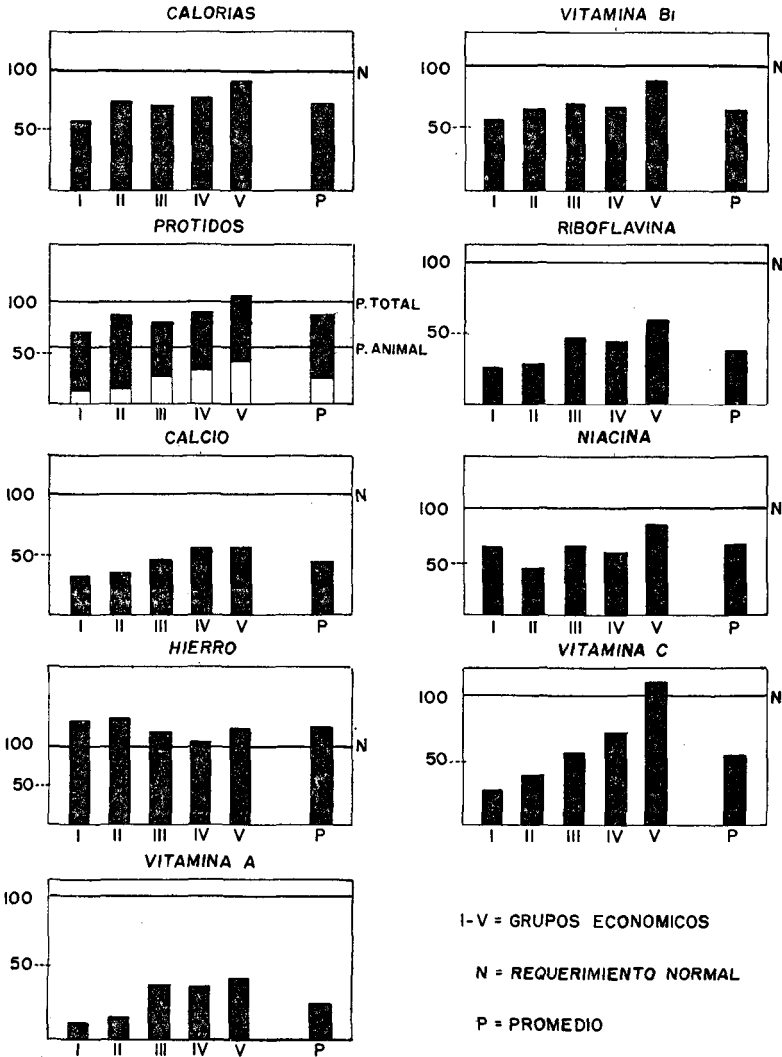 CALORIAS
100
N
50
I II III IV V P
VITAMINA B1
100
N
50
I II III IV V P
PROTIDOS
100
P. TOTAL
50
P. ANIMAL
I II III IV V P
RIBOFLAVINA
100
N
50
I II III IV V P
CALCIO
100
N
50
I II III IV V P
NIACINA
100
N
50
I II III IV V P
HIERRO
100
N
50
I II III IV V P
VITAMINA C
100
N
50
I II III IV V P
VITAMINA A
100
50
I II III IV V P
I-V = GRUPOS ECONOMICOS
N = REQUERIMIENTO NORMAL
P = PROMEDIO